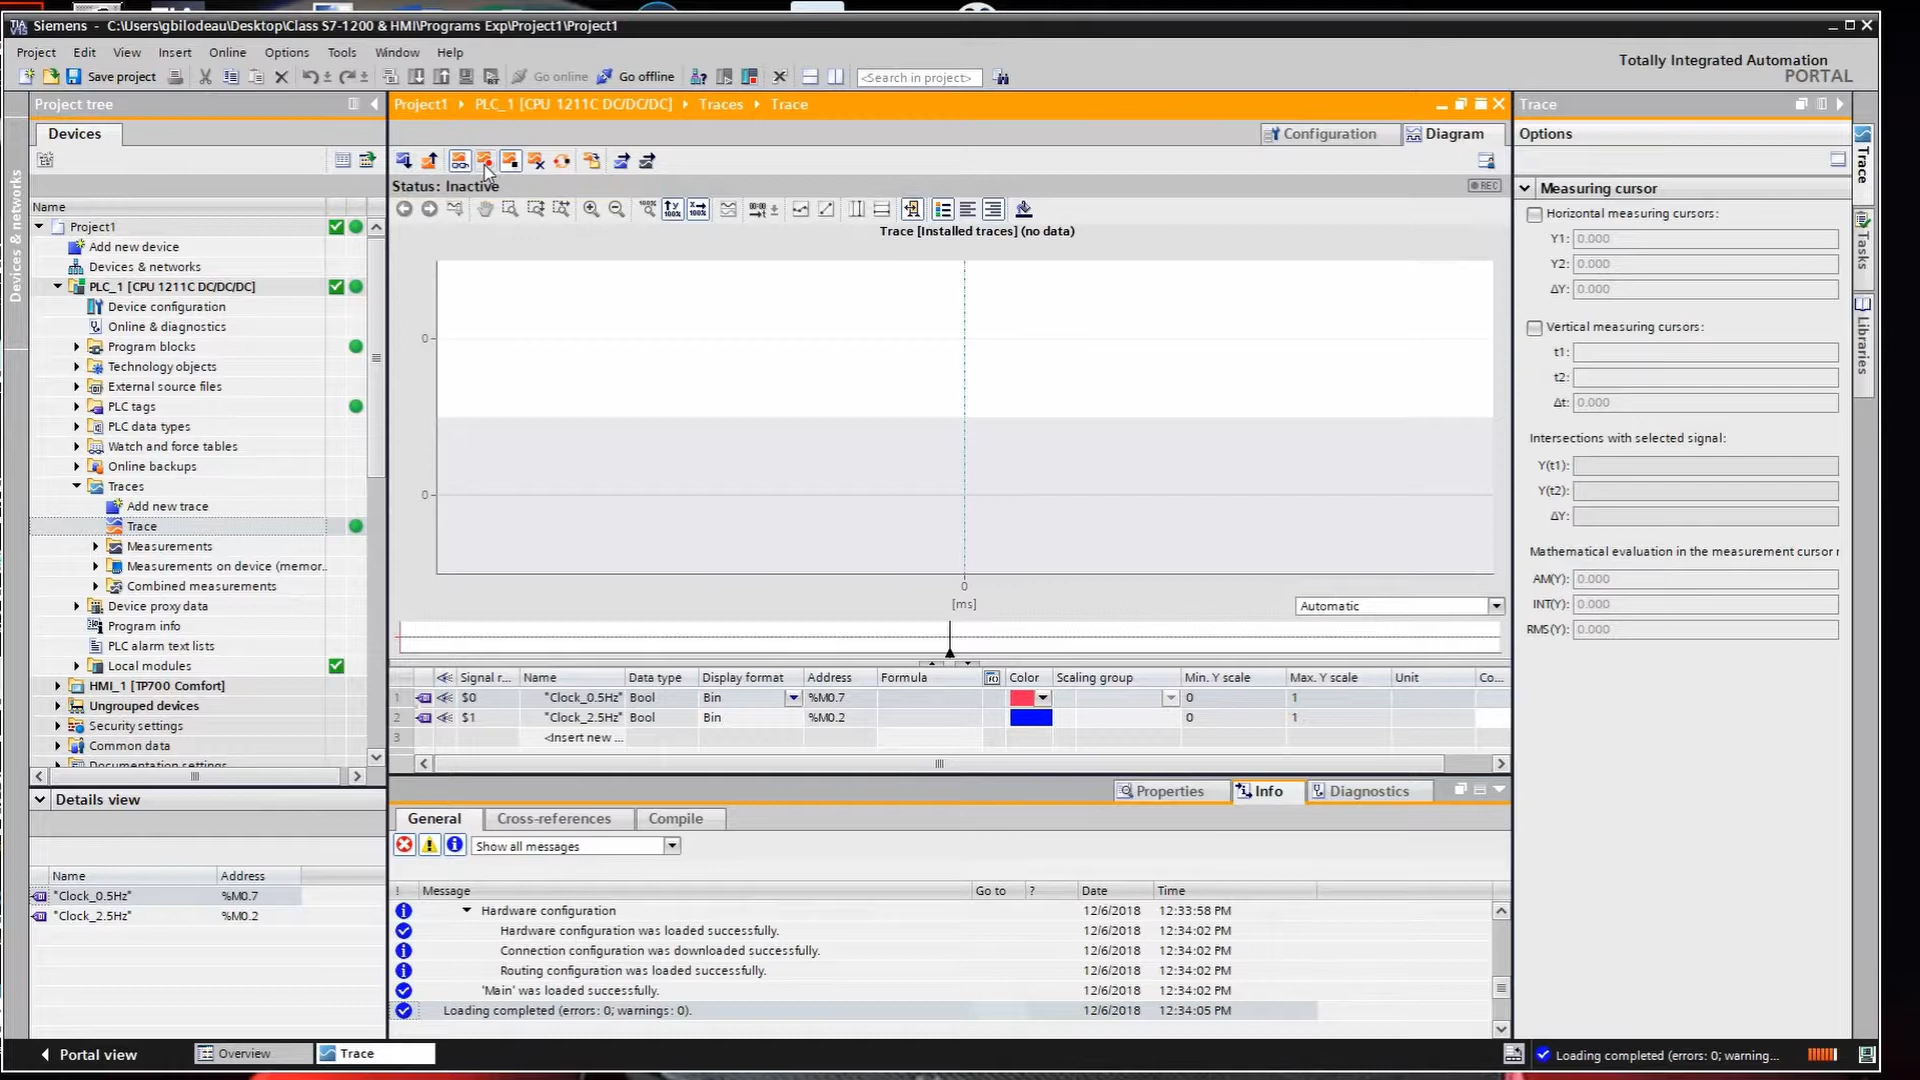 Siemens - C:\Users\gbilodeau\Desktop\Class S7-1200 & HMI\Programs Exp\Project1\Project1
Project Edit View Insert Online Options Tools Window Help
Save project Go online Go offline <Search in project>
Totally Integrated Automation
PORTAL
Project tree
Devices
Devices & networks
Name
Project1
Add new device
Devices & networks
PLC_1 [CPU 1211C DC/DC/DC]
Device configuration
Online & diagnostics
Program blocks
Technology objects
External source files
PLC tags
PLC data types
Watch and force tables
Online backups
Traces
Add new trace
Trace
Measurements
Measurements on device (memor..
Combined measurements
Device proxy data
Program info
PLC alarm text lists
Local modules
HMI_1 [TP700 Comfort]
Ungrouped devices
Security settings
Common data
Documentation settings
Details view
Name Address
"Clock_0.5Hz" %M0.7
"Clock_2.5Hz" %M0.2
Project1 PLC_1 [CPU 1211C DC/DC/DC] Traces Trace
Configuration Diagram
Status: Inactive
REC
Trace [Installed traces] (no data)
0
0
0
[ms]
Automatic
Signal r... Name Data type Display format Address Formula Color Scaling group Min. Y scale Max. Y scale Unit Co...
1 $0 "Clock_0.5Hz" Bool Bin %M0.7 0 1
2 $1 "Clock_2.5Hz" Bool Bin %M0.2 0 1
3 <Insert new ...
Properties Info Diagnostics
General Cross-references Compile
Show all messages
! Message Go to ? Date Time
Hardware configuration 12/6/2018 12:33:58 PM
Hardware configuration was loaded successfully. 12/6/2018 12:34:02 PM
Connection configuration was downloaded successfully. 12/6/2018 12:34:02 PM
Routing configuration was loaded successfully. 12/6/2018 12:34:02 PM
'Main' was loaded successfully. 12/6/2018 12:34:02 PM
Loading completed (errors: 0; warnings: 0). 12/6/2018 12:34:05 PM
Trace
Options
Measuring cursor
Horizontal measuring cursors:
Y1: 0.000
Y2: 0.000
ΔY: 0.000
Vertical measuring cursors:
t1:
t2:
Δt: 0.000
Intersections with selected signal:
Y(t1):
Y(t2):
ΔY:
Mathematical evaluation in the measurement cursor r
AM(Y): 0.000
INT(Y): 0.000
RMS(Y): 0.000
Trace
Tasks
Libraries
Portal view Overview Trace
Loading completed (errors: 0; warning...